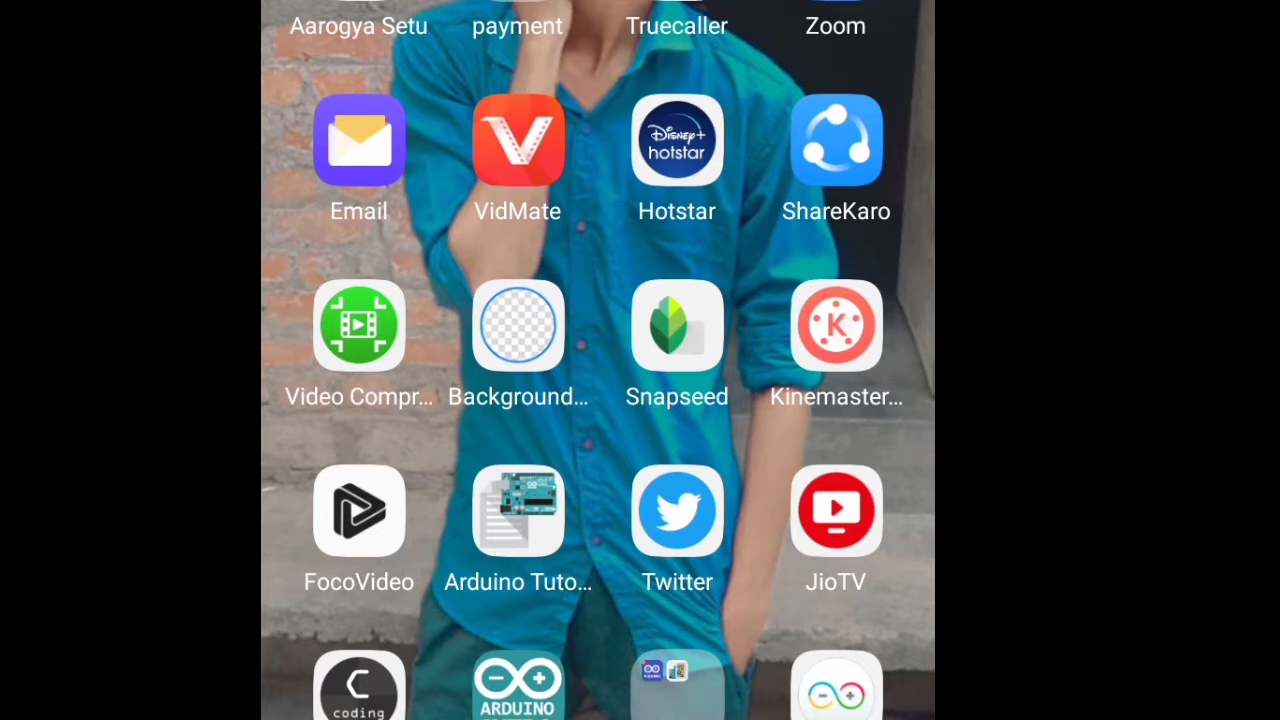 Aarogya Setu payment Truecaller Zoom
Disney+ hotstar
Email VidMate Hotstar ShareKaro
K
Video Compr... Background... Snapseed Kinemaster...
FocoVideo Arduino Tuto... Twitter JioTV
coding
ARDUINO